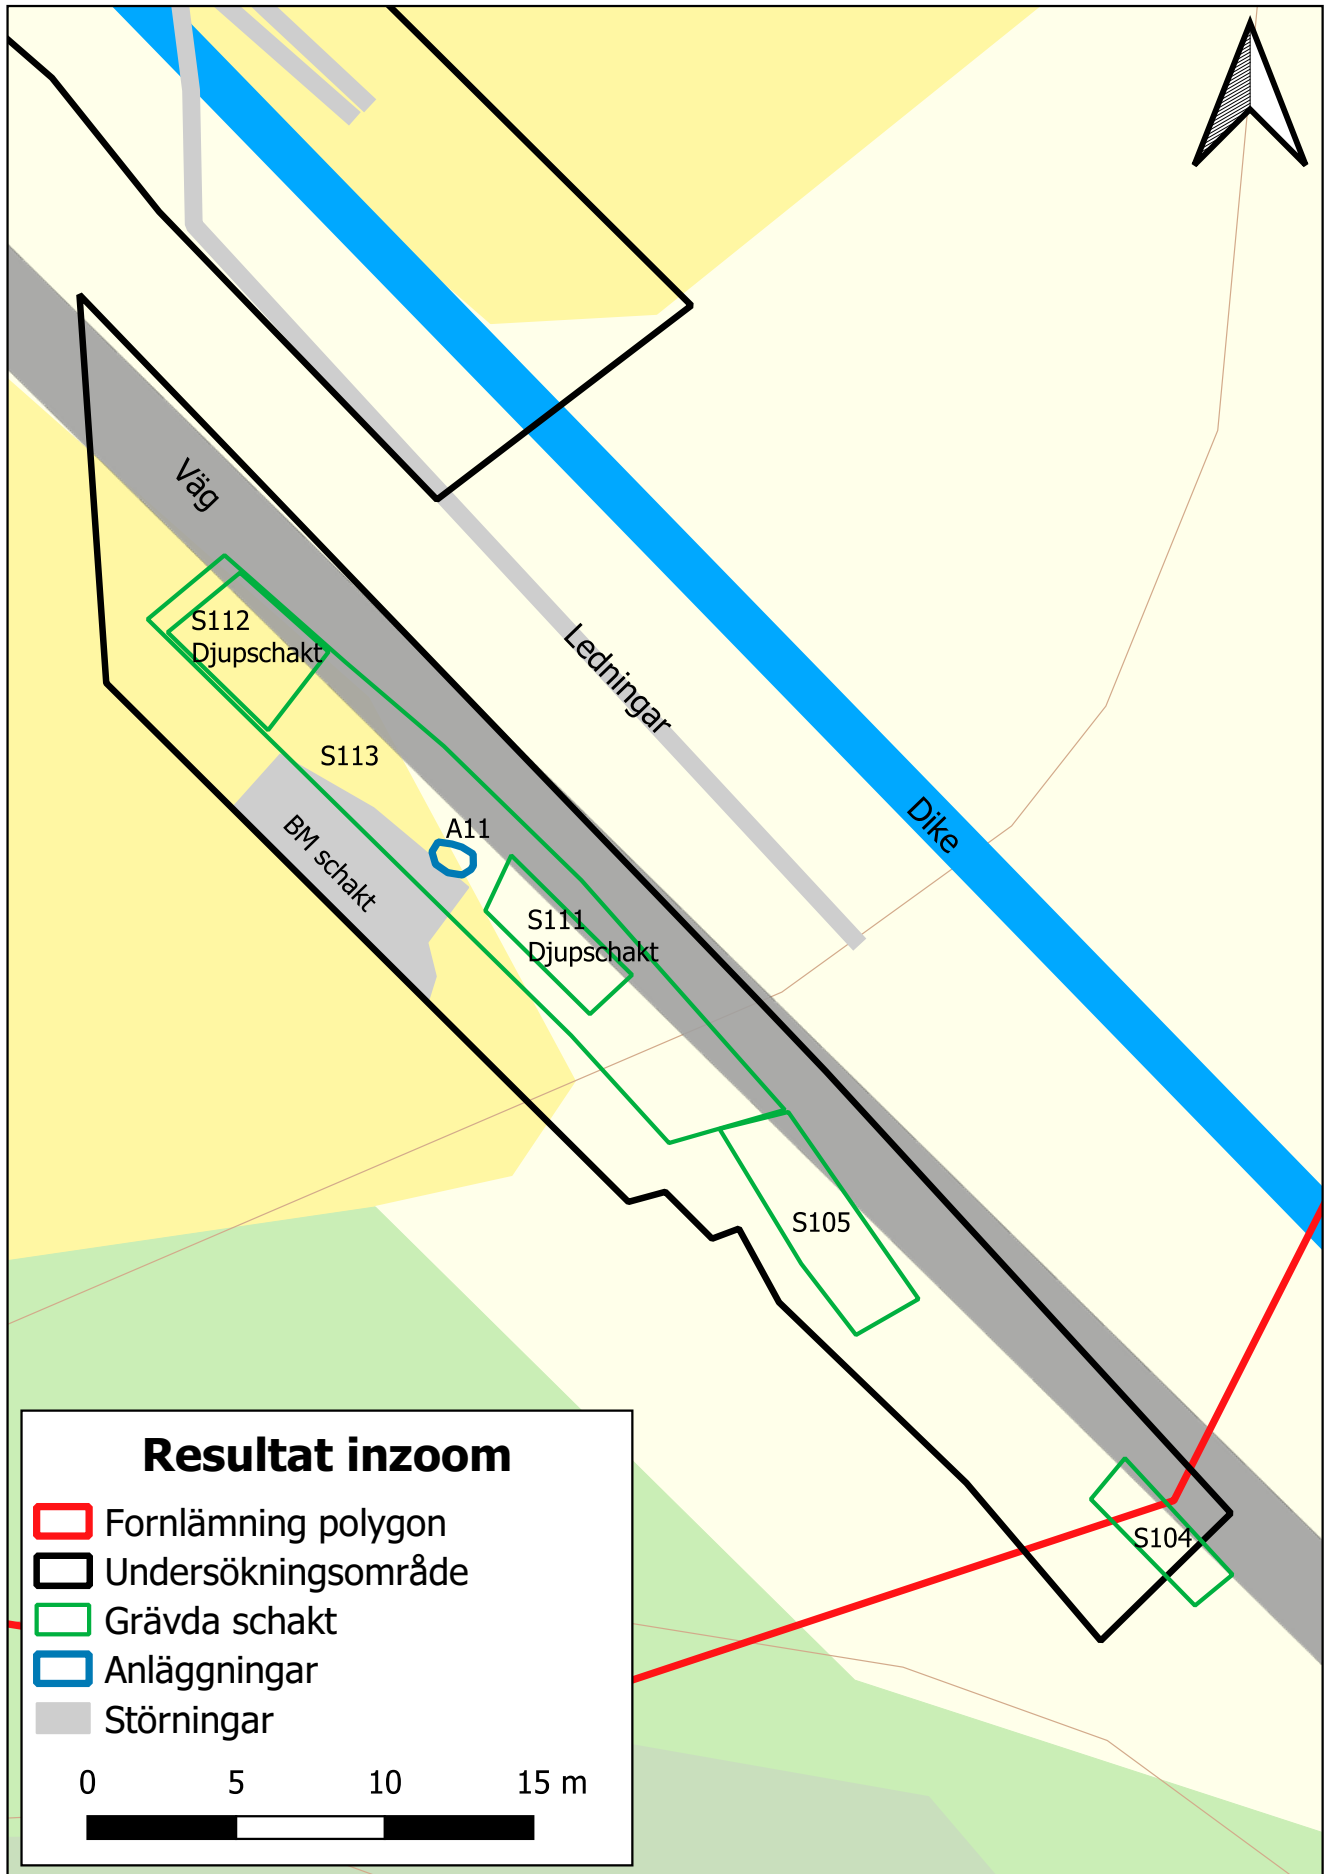 Väg
S112
Djupschakt
Ledningar
S113
A11
Dike
BM schakt
S111
Djupschakt
S105
S104
Resultat inzoom
Fornlämning polygon
Undersökningsområde
Grävda schakt
Anläggningar
Störningar
0 5 10 15 m